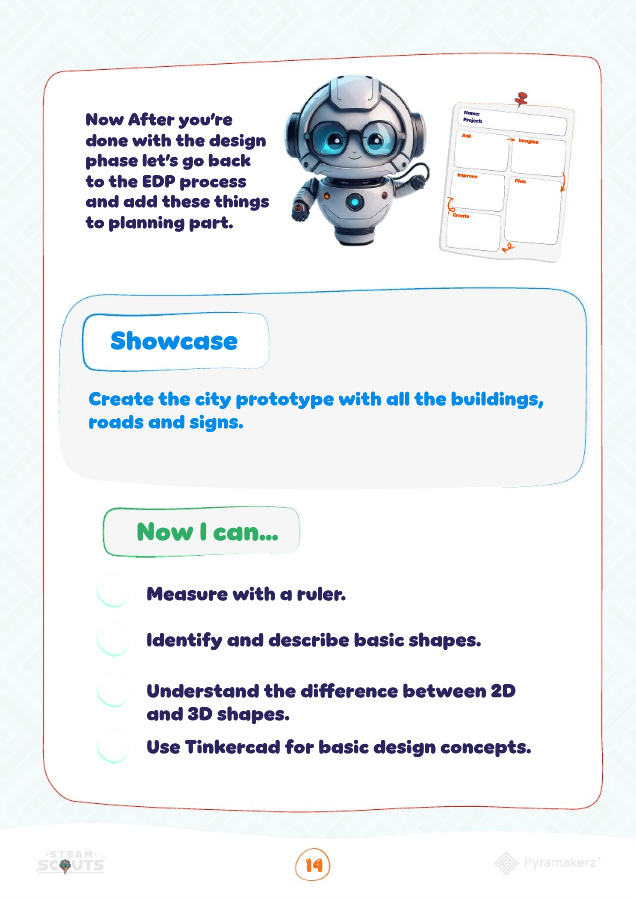 Now After you're
done with the design
phase let's go back
to the EDP process
and add these things
to planning part.
Name:
Project:
Ask
Imagine
Improve
Plan
Create
Showcase
Create the city prototype with all the buildings,
roads and signs.
Now I can...
Measure with a ruler.
Identify and describe basic shapes.
Understand the difference between 2D
and 3D shapes.
Use Tinkercad for basic design concepts.
STEAM
SCOUTS
14
Pyramakerz